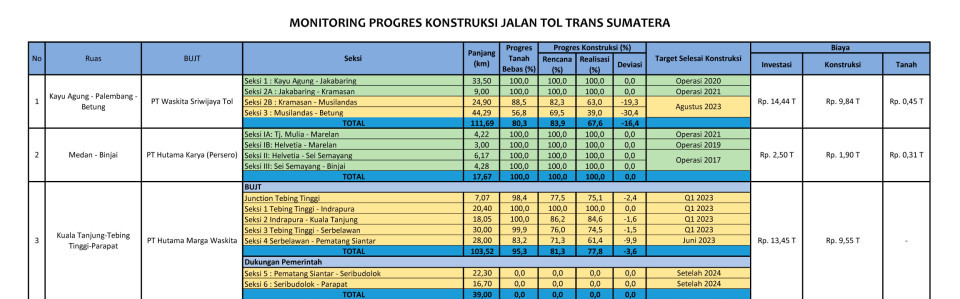 MONITORING PROGRES KONSTRUKSI JALAN TOL TRANS SUMATERA
No Ruas BUJT Seksi Panjang (km) Progres Tanah Bebas (%) Progres Konstruksi (%) Rencana (%) Realisasi (%) Deviasi Target Selesai Konstruksi Biaya Investasi Konstruksi Tanah
1 Kayu Agung - Palembang - Betung PT Waskita Sriwijaya Tol Rp. 14,44 T Rp. 9,84 T Rp. 0,45 T
Seksi 1 : Kayu Agung - Jakabaring 33,50 100,0 100,0 100,0 0,0 Operasi 2020
Seksi 2A : Jakabaring - Kramasan 9,00 100,0 100,0 100,0 0,0 Operasi 2021
Seksi 2B : Kramasan - Musilandas 24,90 88,5 82,3 63,0 -19,3 Agustus 2023
Seksi 3 : Musilandas - Betung 44,29 56,8 69,5 39,0 -30,4
TOTAL 111,69 80,3 83,9 67,6 -16,4
2 Medan - Binjai PT Hutama Karya (Persero) Rp. 2,50 T Rp. 1,90 T Rp. 0,31 T
Seksi IA: Tj. Mulia - Marelan 4,22 100,0 100,0 100,0 0,0 Operasi 2021
Seksi IB: Helvetia - Marelan 3,00 100,0 100,0 100,0 0,0 Operasi 2019
Seksi II: Helvetia - Sei Semayang 6,17 100,0 100,0 100,0 0,0 Operasi 2017
Seksi III: Sei Semayang - Binjai 4,28 100,0 100,0 100,0 0,0
TOTAL 17,67 100,0 100,0 100,0 0,0
3 Kuala Tanjung-Tebing Tinggi-Parapat PT Hutama Marga Waskita Rp. 13,45 T Rp. 9,55 T -
BUJT
Junction Tebing Tinggi 7,07 98,4 77,5 75,1 -2,4 Q1 2023
Seksi 1 Tebing Tinggi - Indrapura 20,40 100,0 100,0 100,0 0,0 Q1 2023
Seksi 2 Indrapura - Kuala Tanjung 18,05 100,0 86,2 84,6 -1,6 Q1 2023
Seksi 3 Tebing Tinggi - Serbelawan 30,00 99,9 76,0 74,5 -1,5 Q1 2023
Seksi 4 Serbelawan - Pematang Siantar 28,00 83,2 71,3 61,4 -9,9 Juni 2023
TOTAL 103,52 95,3 81,3 77,8 -3,6
Dukungan Pemerintah
Seksi 5 : Pematang Siantar - Seribudolok 22,30 0,0 0,0 0,0 0,0 Setelah 2024
Seksi 6 : Seribudolok - Parapat 16,70 0,0 0,0 0,0 0,0 Setelah 2024
TOTAL 39,00 0,0 0,0 0,0 0,0